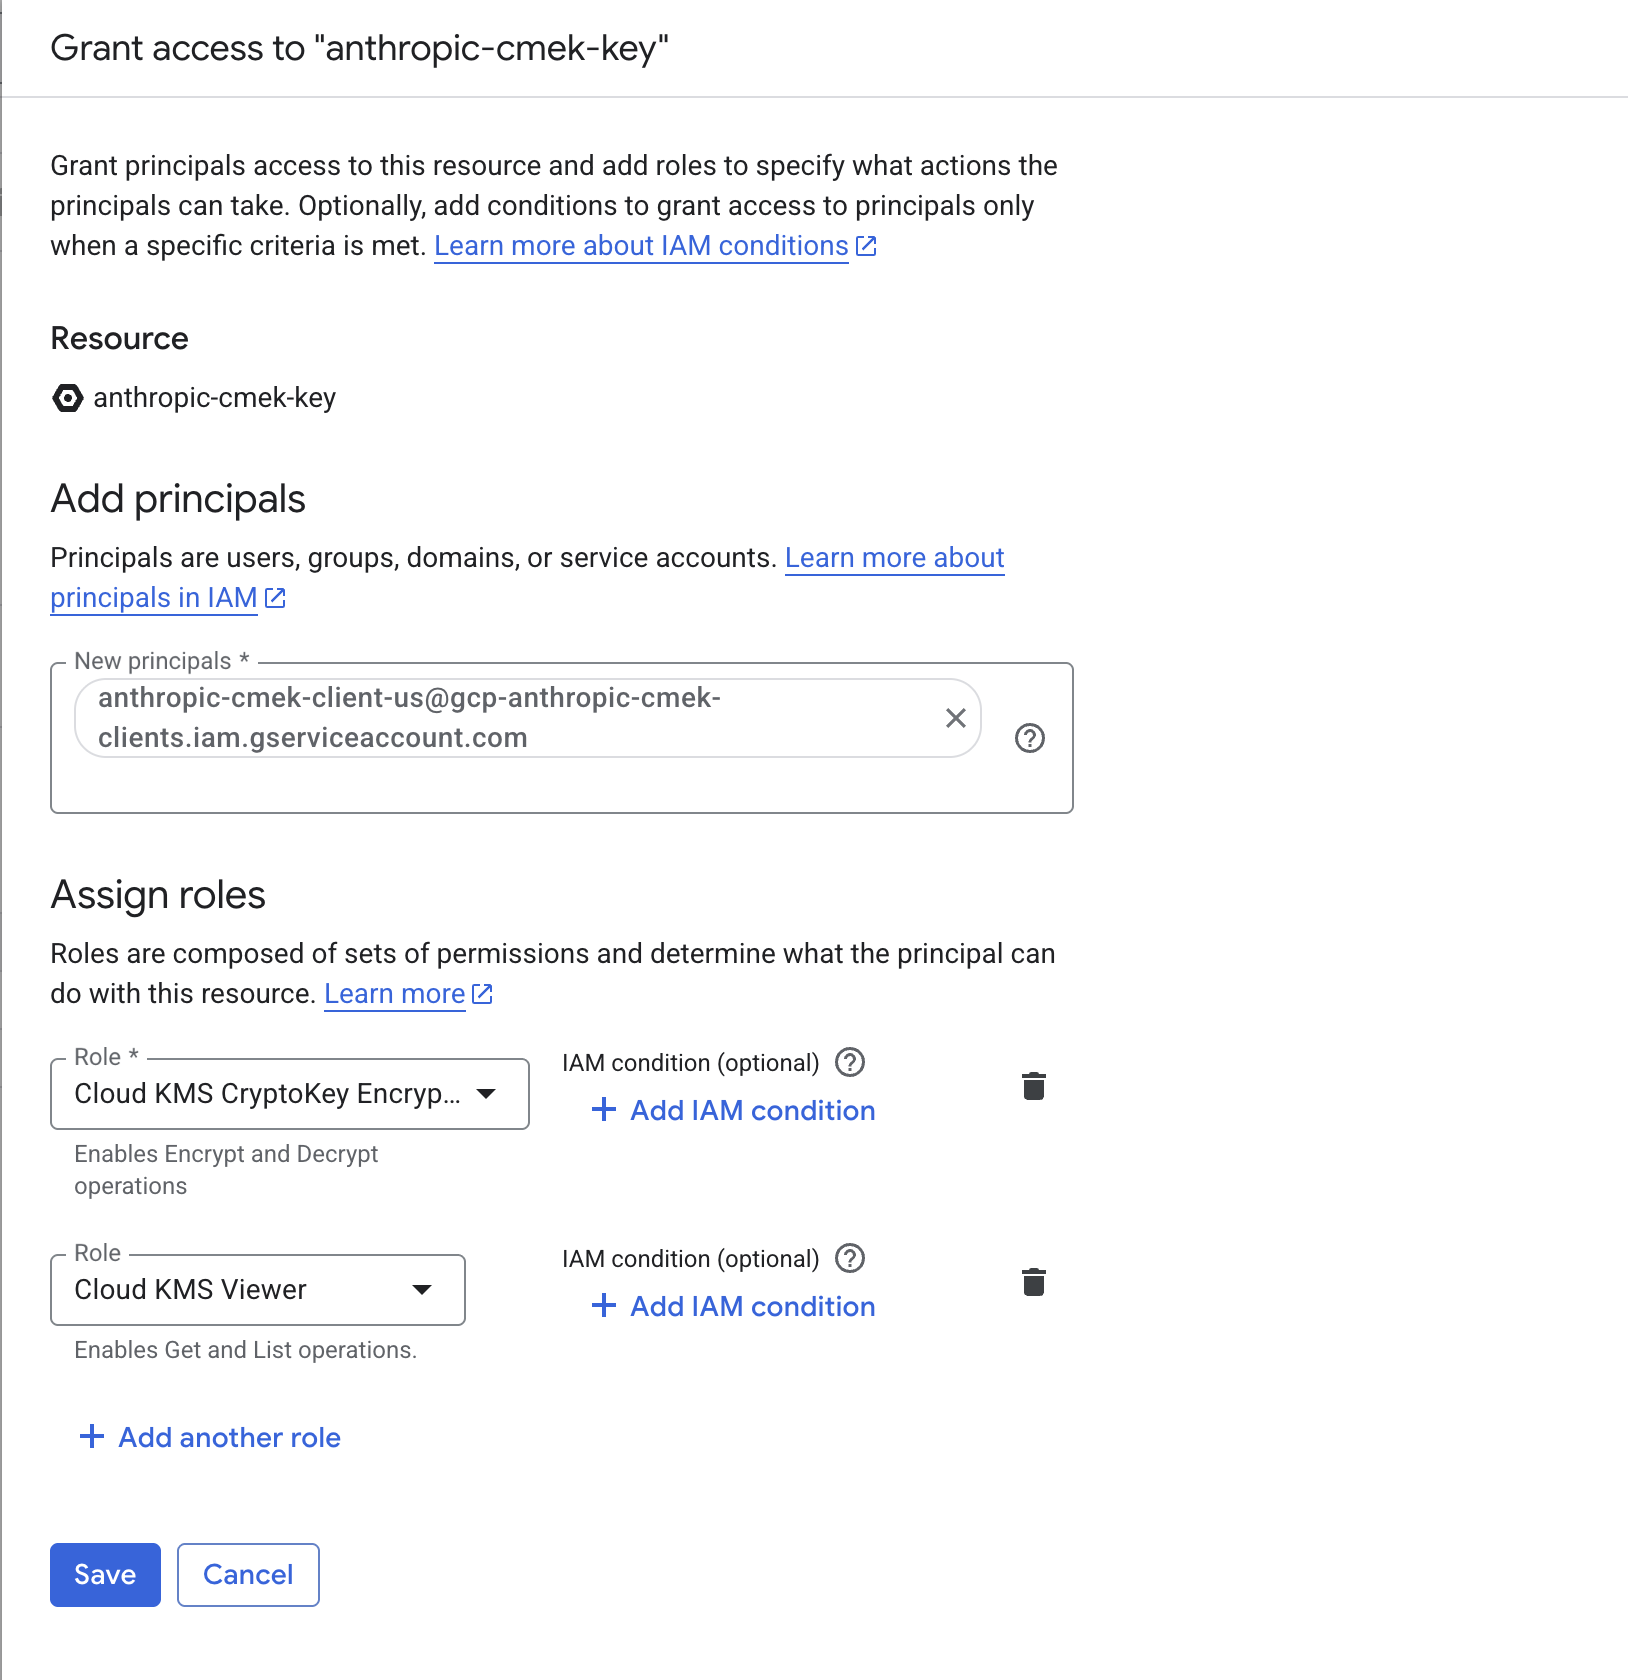 Grant access to "anthropic-cmek-key"
Grant principals access to this resource and add roles to specify what actions the
principals can take. Optionally, add conditions to grant access to principals only
when a specific criteria is met. Learn more about IAM conditions
Resource
anthropic-cmek-key
Add principals
Principals are users, groups, domains, or service accounts. Learn more about
principals in IAM
New principals *
anthropic-cmek-client-us@gcp-anthropic-cmek-
clients.iam.gserviceaccount.com
Assign roles
Roles are composed of sets of permissions and determine what the principal can
do with this resource. Learn more
Role *
Cloud KMS CryptoKey Encryp...
Enables Encrypt and Decrypt
operations
IAM condition (optional)
+ Add IAM condition
Role
Cloud KMS Viewer
Enables Get and List operations.
IAM condition (optional)
+ Add IAM condition
+ Add another role
Save
Cancel